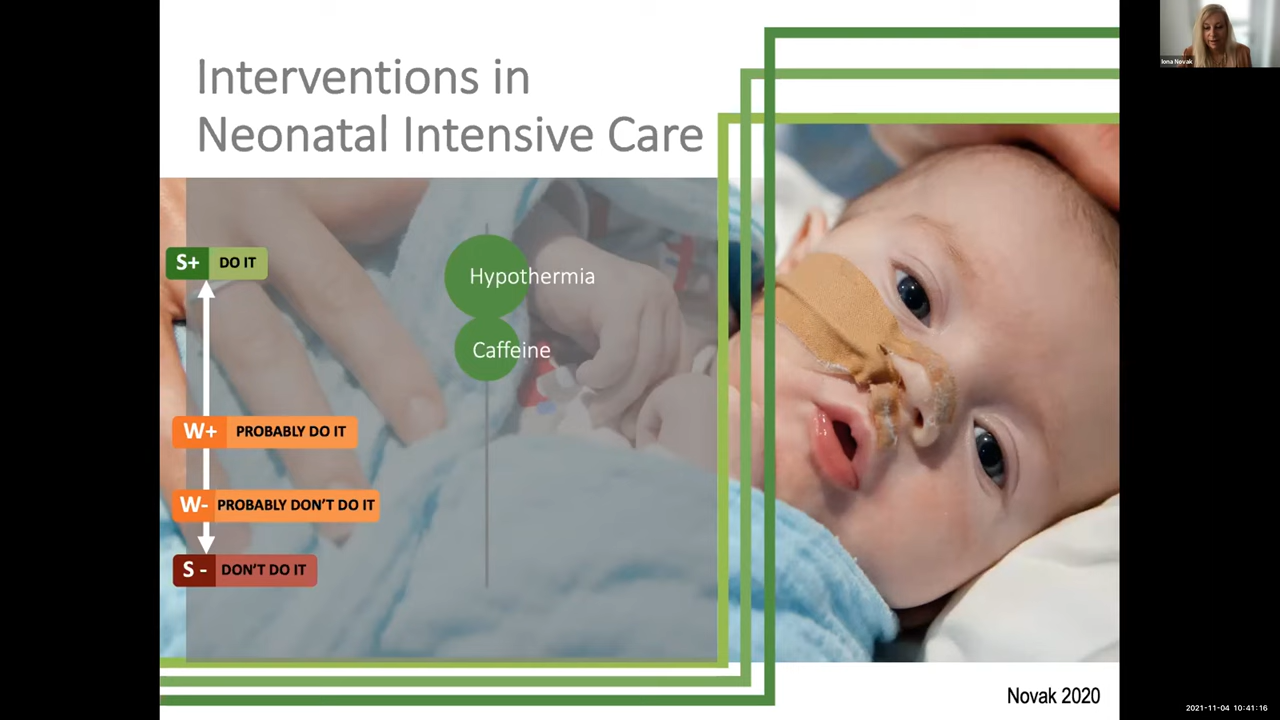 Interventions in
Neonatal Intensive Care
Iona Novak
S+ DO IT
Hypothermia
Caffeine
W+ PROBABLY DO IT
W- PROBABLY DON'T DO IT
S - DON'T DO IT
Novak 2020
2021-11-04 10:41:16